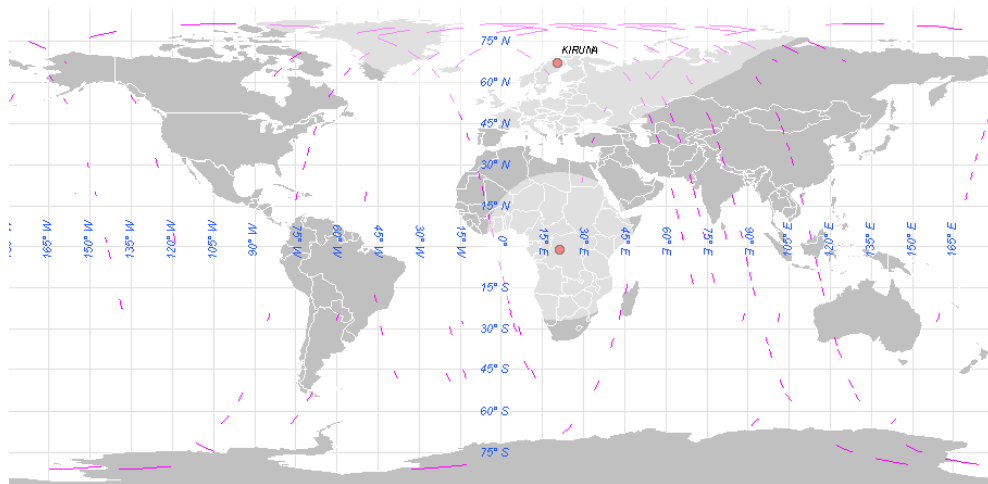 75° N
KIRUNA
60° N
45° N
30° N
15° N
165° W
150° W
135° W
120° W
105° W
90° W
75° W
60° W
45° W
30° W
15° W
0°
15° E
30° E
45° E
60° E
75° E
90° E
105° E
120° E
135° E
150° E
165° E
15° S
30° S
45° S
60° S
75° S